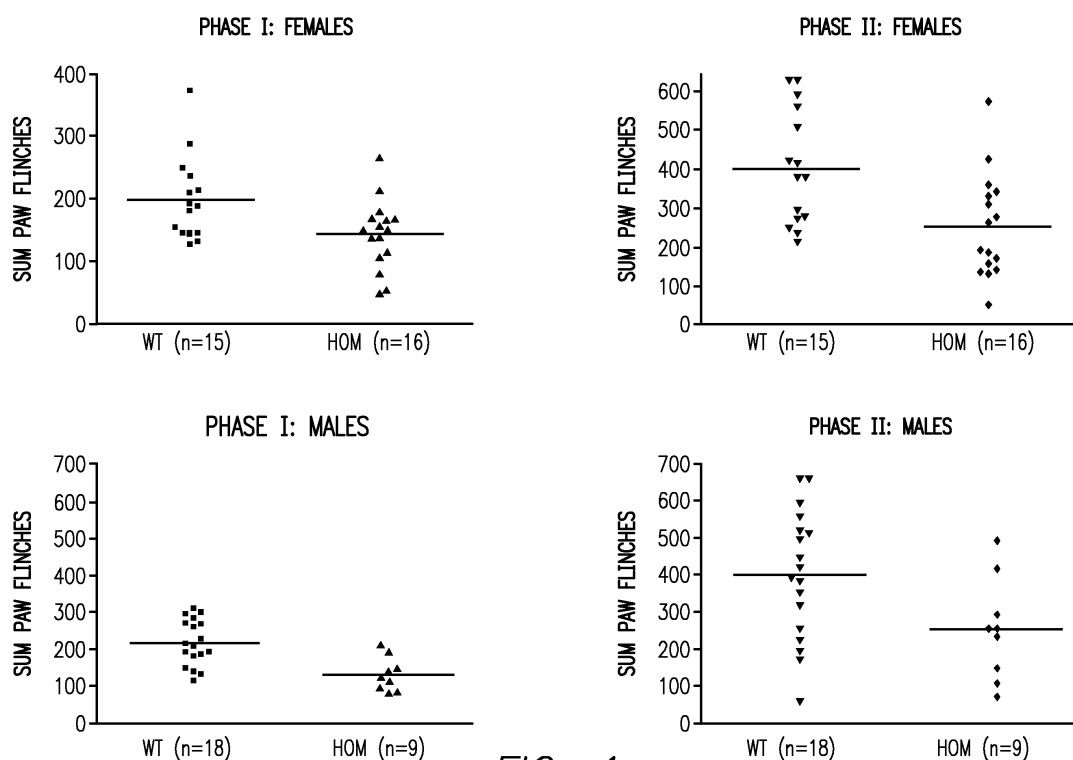 PHASE I: FEMALES
SUM PAW FLINCHES
400
300
200
100
0
WT (n=15)
HOM (n=16)
PHASE II: FEMALES
SUM PAW FLINCHES
600
500
400
300
200
100
0
WT (n=15)
HOM (n=16)
PHASE I: MALES
SUM PAW FLINCHES
700
600
500
400
300
200
100
0
WT (n=18)
HOM (n=9)
PHASE II: MALES
SUM PAW FLINCHES
700
600
500
400
300
200
100
0
WT (n=18)
HOM (n=9)